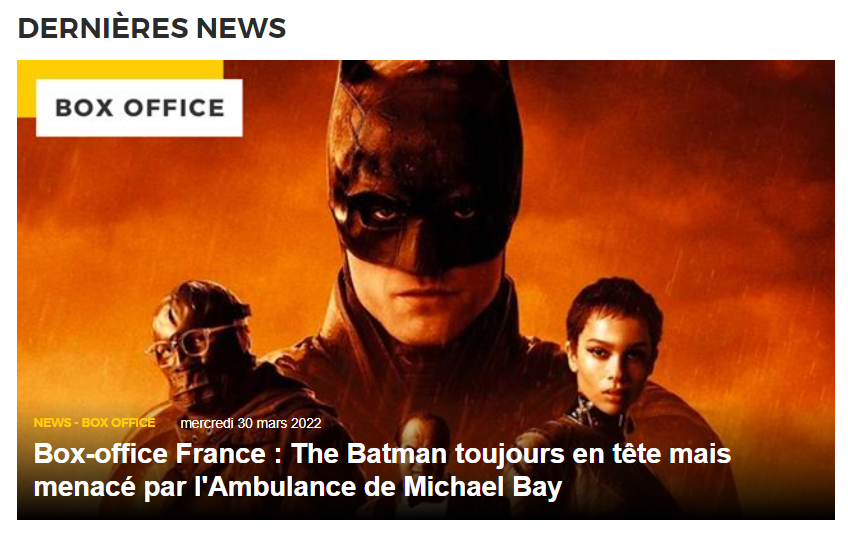 DERNIÈRES NEWS
BOX OFFICE
NEWS - BOX OFFICE mercredi 30 mars 2022
Box-office France : The Batman toujours en tête mais
menacé par l'Ambulance de Michael Bay